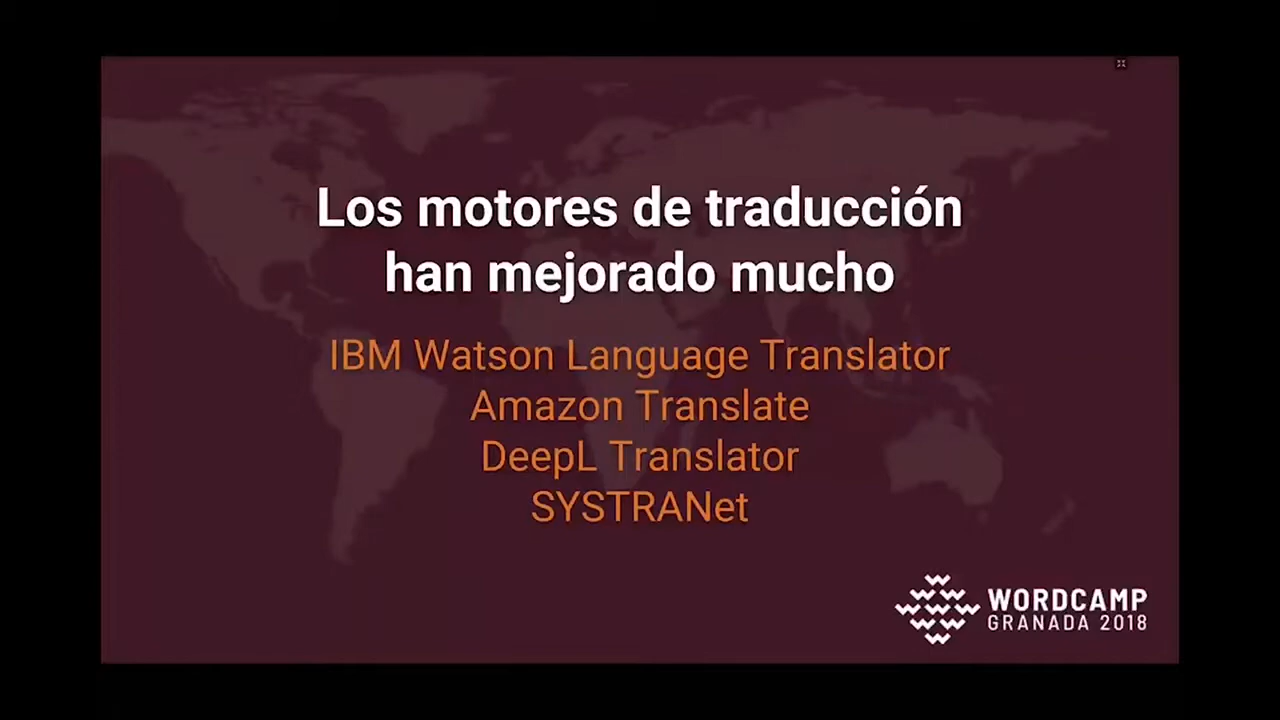 Los motores de traducción
han mejorado mucho
IBM Watson Language Translator
Amazon Translate
DeepL Translator
SYSTRANet
WORDCAMP
GRANADA 2018